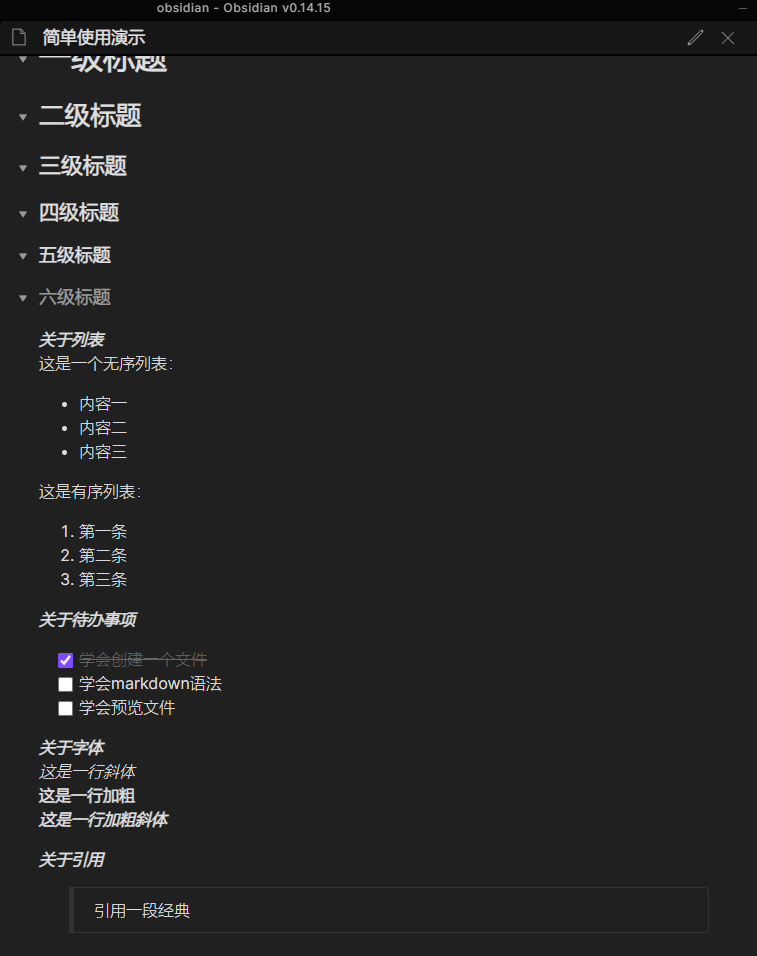 obsidian - Obsidian v0.14.15
简单使用演示
一级标题
二级标题
三级标题
四级标题
五级标题
六级标题
关于列表
这是一个无序列表：
• 内容一
• 内容二
• 内容三
这是有序列表：
1. 第一条
2. 第二条
3. 第三条
关于待办事项
学会创建一个文件
学会markdown语法
学会预览文件
关于字体
这是一行斜体
这是一行加粗
这是一行加粗斜体
关于引用
引用一段经典